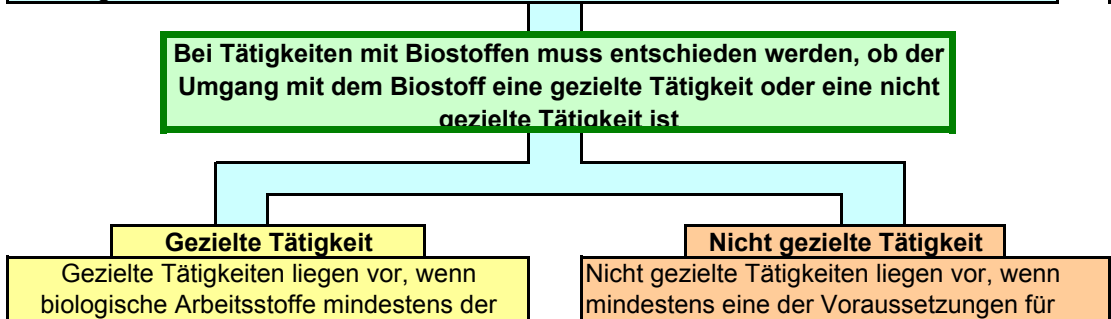 Bei Tätigkeiten mit Biostoffen muss entschieden werden, ob der
Umgang mit dem Biostoff eine gezielte Tätigkeit oder eine nicht
gezielte Tätigkeit ist
Gezielte Tätigkeit
Gezielte Tätigkeiten liegen vor, wenn
biologische Arbeitsstoffe mindestens der
Nicht gezielte Tätigkeit
Nicht gezielte Tätigkeiten liegen vor, wenn
mindestens eine der Voraussetzungen für